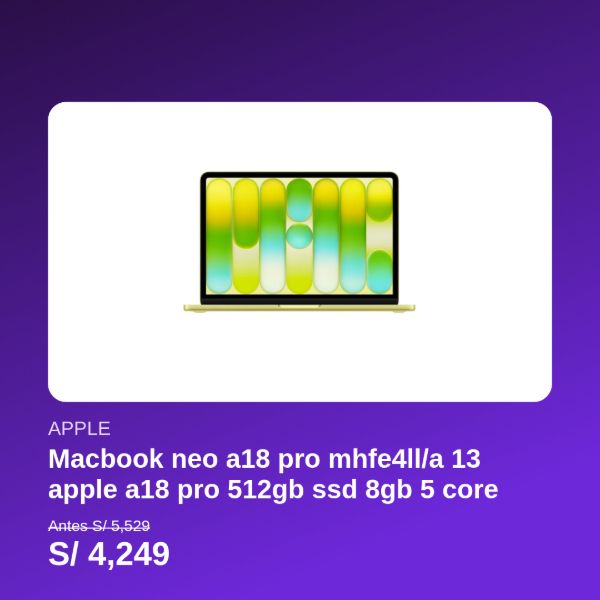 APPLE
Macbook neo a18 pro mhfe4ll/a 13
apple a18 pro 512gb ssd 8gb 5 core
Antes S/ 5,529
S/ 4,249